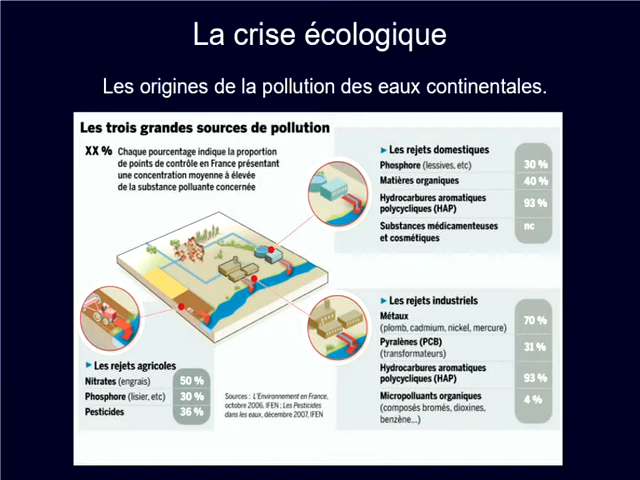 La crise écologique
Les origines de la pollution des eaux continentales.
Les trois grandes sources de pollution
XX % Chaque pourcentage indique la proportion
de points de contrôle en France présentant
une concentration moyenne à élevée
de la substance polluante concernée
► Les rejets domestiques
Phosphore (lessives, etc) 30 %
Matières organiques 40 %
Hydrocarbures aromatiques
polycycliques (HAP) 93 %
Substances médicamenteuses
et cosmétiques nc
► Les rejets industriels
Métaux
(plomb, cadmium, nickel, mercure) 70 %
Pyralènes (PCB)
(transformateurs) 31 %
Hydrocarbures aromatiques
polycycliques (HAP) 93 %
Micropolluants organiques
(composés bromés, dioxines,
benzène...) 4 %
► Les rejets agricoles
Nitrates (engrais) 50 %
Phosphore (lisier, etc) 30 %
Pesticides 36 %
Sources : L'Environnement en France,
octobre 2006, IFEN ; Les Pesticides
dans les eaux, décembre 2007, IFEN